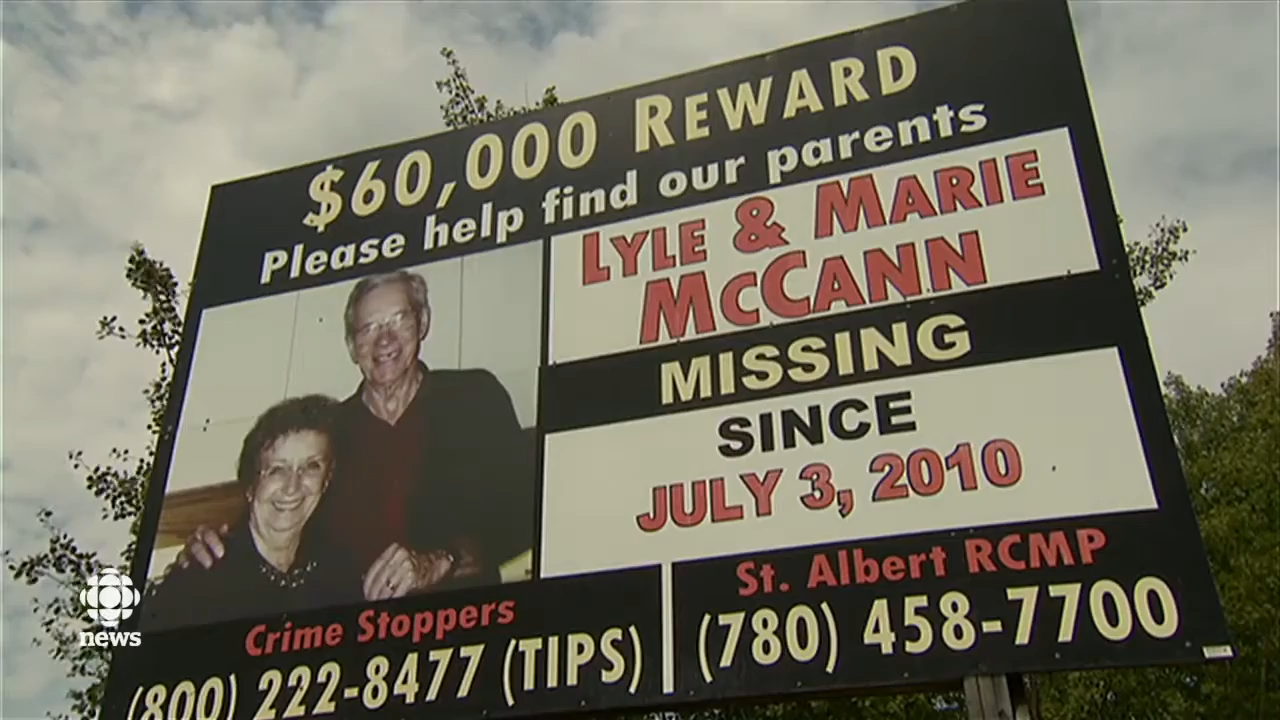 $60,000 REWARD
Please help find our parents
LYLE & MARIE
MCCANN
MISSING
SINCE
JULY 3, 2010
Crime Stoppers
(800) 222-8477 (TIPS)
St. Albert RCMP
(780) 458-7700
news